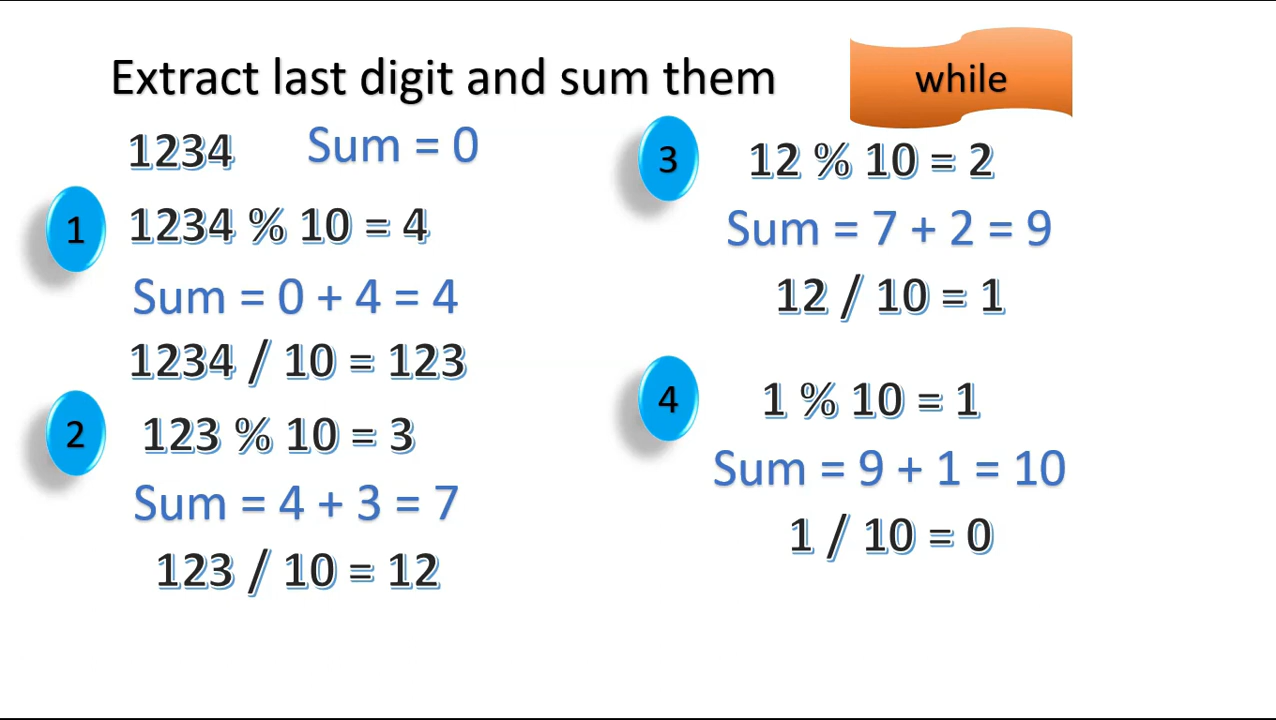 Extract last digit and sum them
while
1234
Sum = 0
1
1234 % 10 = 4
Sum = 0 + 4 = 4
1234 / 10 = 123
2
123 % 10 = 3
Sum = 4 + 3 = 7
123 / 10 = 12
3
12 % 10 = 2
Sum = 7 + 2 = 9
12 / 10 = 1
4
1 % 10 = 1
Sum = 9 + 1 = 10
1 / 10 = 0